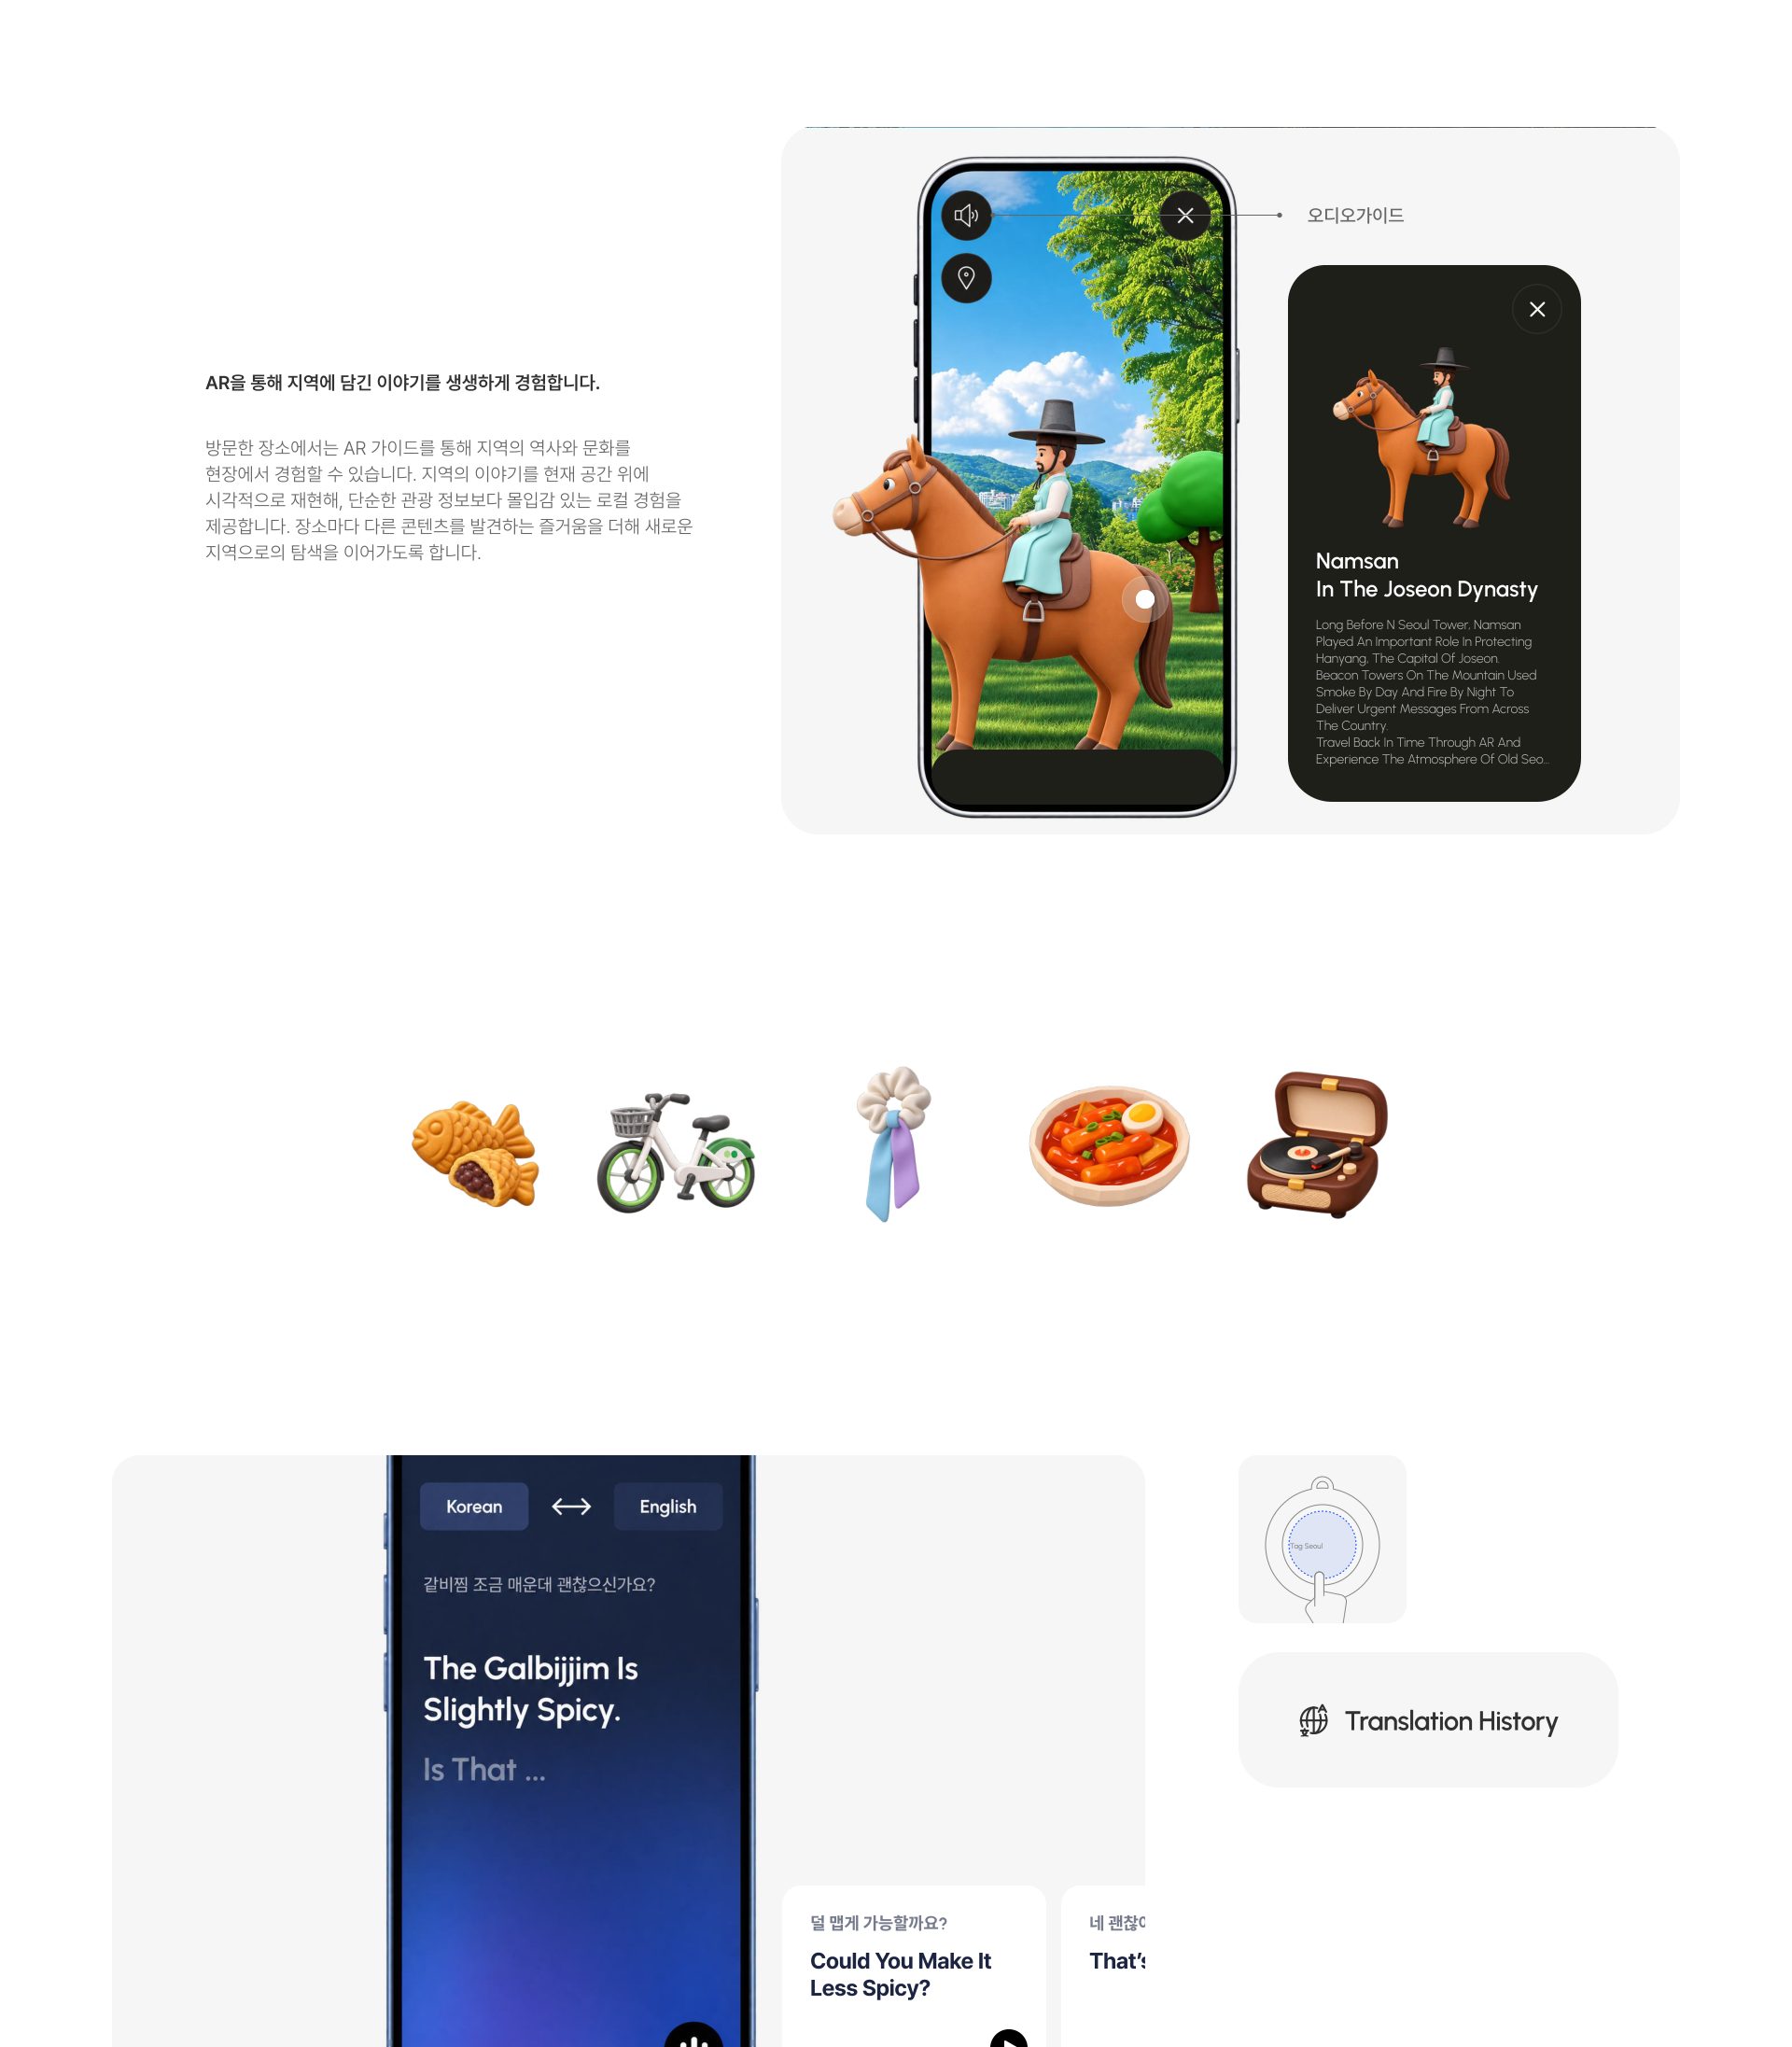 오디오가이드
AR을 통해 지역에 담긴 이야기를 생생하게 경험합니다.
방문한 장소에서는 AR 가이드를 통해 지역의 역사와 문화를
현장에서 경험할 수 있습니다. 지역의 이야기를 현재 공간 위에
시각적으로 재현해, 단순한 관광 정보보다 몰입감 있는 로컬 경험을
제공합니다. 장소마다 다른 콘텐츠를 발견하는 즐거움을 더해 새로운
지역으로의 탐색을 이어가도록 합니다.
Namsan
In The Joseon Dynasty
Long Before N Seoul Tower, Namsan
Played An Important Role In Protecting
Hanyang, The Capital Of Joseon.
Beacon Towers On The Mountain Used
Smoke By Day And Fire By Night To
Deliver Urgent Messages From Across
The Country.
Travel Back In Time Through AR And
Experience The Atmosphere Of Old Seo...
Korean
English
갈비찜 조금 매운대 괜찮으신가요?
The Galbijjim Is
Slightly Spicy.
Is That ...
Tag Seoul
Translation History
덜 맵게 가능할까요?
Could You Make It
Less Spicy?
네 괜찮
That's